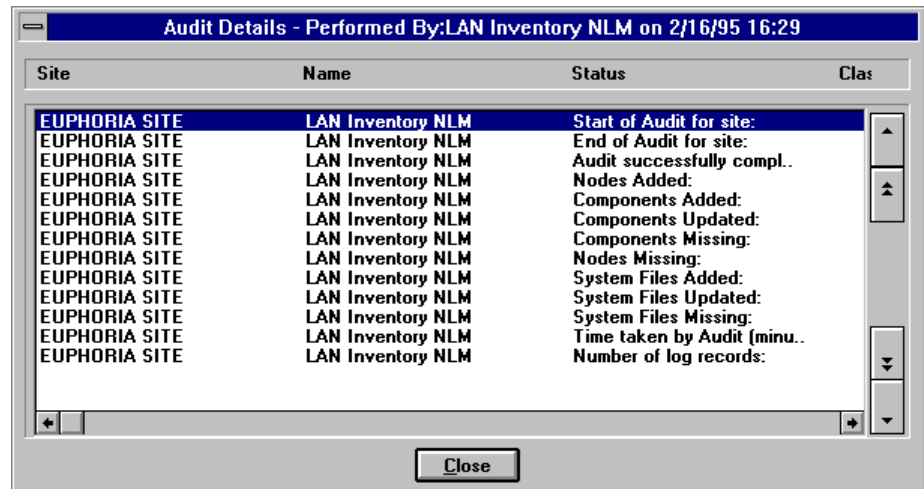 Audit Details - Performed By:LAN Inventory NLM on 2/16/95 16:29
Site Name Status Clas
EUPHORIA SITE LAN Inventory NLM Start of Audit for site:
EUPHORIA SITE LAN Inventory NLM End of Audit for site:
EUPHORIA SITE LAN Inventory NLM Audit successfully compl..
EUPHORIA SITE LAN Inventory NLM Nodes Added:
EUPHORIA SITE LAN Inventory NLM Components Added:
EUPHORIA SITE LAN Inventory NLM Components Updated:
EUPHORIA SITE LAN Inventory NLM Components Missing:
EUPHORIA SITE LAN Inventory NLM Nodes Missing:
EUPHORIA SITE LAN Inventory NLM System Files Added:
EUPHORIA SITE LAN Inventory NLM System Files Updated:
EUPHORIA SITE LAN Inventory NLM System Files Missing:
EUPHORIA SITE LAN Inventory NLM Time taken by Audit (minu..
EUPHORIA SITE LAN Inventory NLM Number of log records:
Close